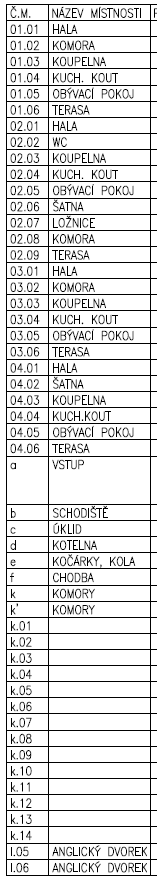 Č.M. NÁZEV MÍSTNOSTI
01.01 HALA
01.02 KOMORA
01.03 KOUPELNA
01.04 KUCH. KOUT
01.05 OBÝVACÍ POKOJ
01.06 TERASA
02.01 HALA
02.02 WC
02.03 KOUPELNA
02.04 KUCH. KOUT
02.05 OBÝVACÍ POKOJ
02.06 ŠATNA
02.07 LOŽNICE
02.08 KOMORA
02.09 TERASA
03.01 HALA
03.02 KOMORA
03.03 KOUPELNA
03.04 KUCH. KOUT
03.05 OBÝVACÍ POKOJ
03.06 TERASA
04.01 HALA
04.02 ŠATNA
04.03 KOUPELNA
04.04 KUCH.KOUT
04.05 OBÝVACÍ POKOJ
04.06 TERASA
a VSTUP
b SCHODIŠTĚ
c ÚKLID
d KOTELNA
e KOČÁRKY, KOLA
f CHODBA
k KOMORY
k' KOMORY
k.01
k.02
k.03
k.04
k.05
k.06
k.07
k.08
k.09
k.10
k.11
k.12
k.13
k.14
l.05 ANGLICKÝ DVOREK
l.06 ANGLICKÝ DVOREK